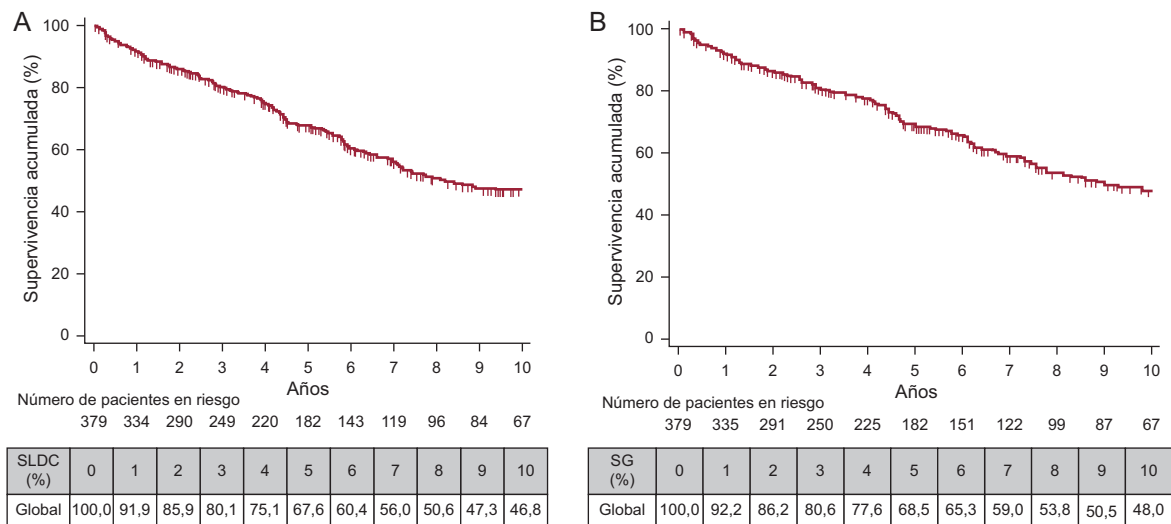 A
Supervivencia acumulada (%)
100
80
60
40
20
0
0 1 2 3 4 5 6 7 8 9 10
Años
Número de pacientes en riesgo
379 334 290 249 220 182 143 119 96 84 67
SLDC (%) 0 1 2 3 4 5 6 7 8 9 10
Global 100,0 91,9 85,9 80,1 75,1 67,6 60,4 56,0 50,6 47,3 46,8
B
Supervivencia acumulada (%)
100
80
60
40
20
0
0 1 2 3 4 5 6 7 8 9 10
Años
Número de pacientes en riesgo
379 335 291 250 225 182 151 122 99 87 67
SG (%) 0 1 2 3 4 5 6 7 8 9 10
Global 100,0 92,2 86,2 80,6 77,6 68,5 65,3 59,0 53,8 50,5 48,0